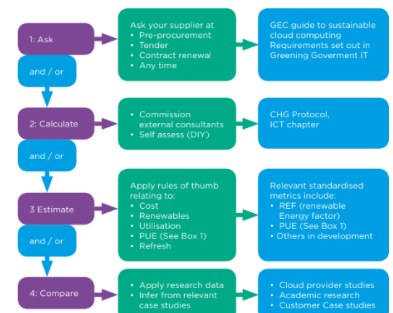 1: Ask
Ask your supplier at
• Pre-procurement
• Tender
• Contract renewal
• Any time
GEC guide to sustainable
cloud computing
Requirements set out in
Greening Goverment IT
and / or
2: Calculate
• Commission
external consultants
• Self assess (DIY)
CHG Protocol,
ICT chapter
and / or
3 Estimate
Apply rules of thumb
relating to:
• Cost
• Renewables
• Utilisation
• PUE (See Box 1)
• Refresh
Relevant standardised
metrics include:
• REF (renewable
Energy factor)
• PUE (See Box 1)
• Others in development
and / or
4: Compare
• Apply research data
• Infer from relevant
case studies
• Cloud provider studies
• Academic research
• Customer Case studies